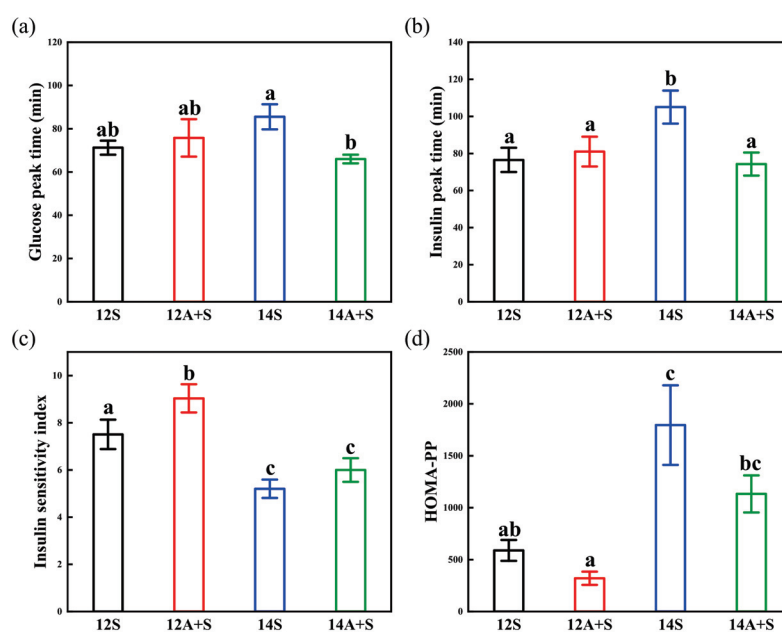 (a)
Glucose peak time (min)
120
100
80
60
40
20
0
ab
ab
a
b
12S 12A+S 14S 14A+S
(b)
Insulin peak time (min)
140
120
100
80
60
40
20
0
a
a
b
a
12S 12A+S 14S 14A+S
(c)
Insulin sensitivity index
10
8
6
4
2
0
a
b
c
c
12S 12A+S 14S 14A+S
(d)
HOMA-PP
2500
2000
1500
1000
500
0
ab
a
c
bc
12S 12A+S 14S 14A+S